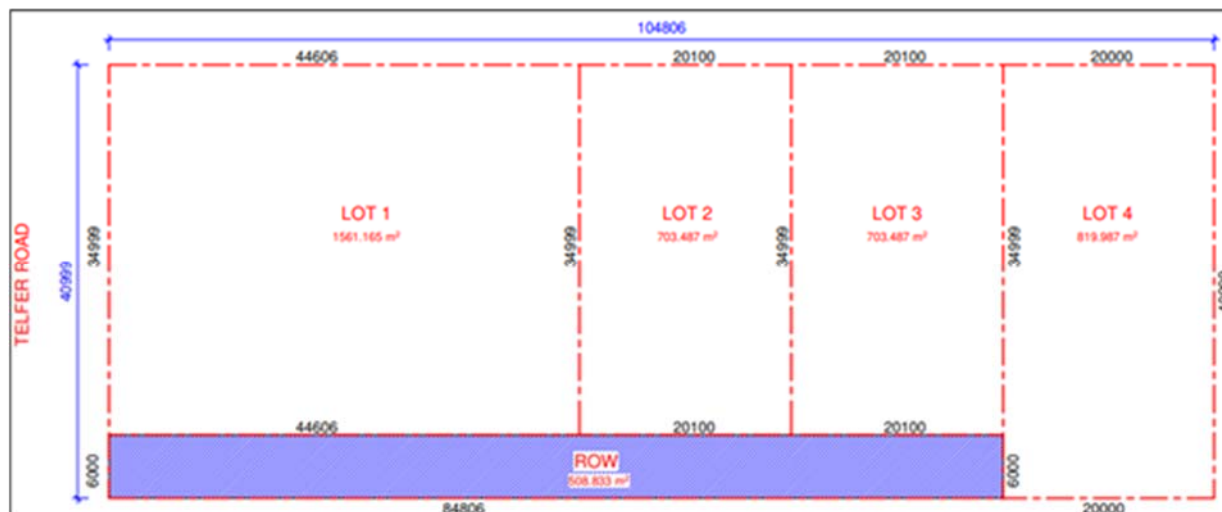 104806
44606
20100
20100
20000
TELFER ROAD
40999
34999
LOT 1
1561.165 m²
34999
LOT 2
703.487 m²
34999
LOT 3
703.487 m²
34999
LOT 4
819.987 m²
44606
20100
20100
6000
ROW
508.833 m²
6000
84806
20000